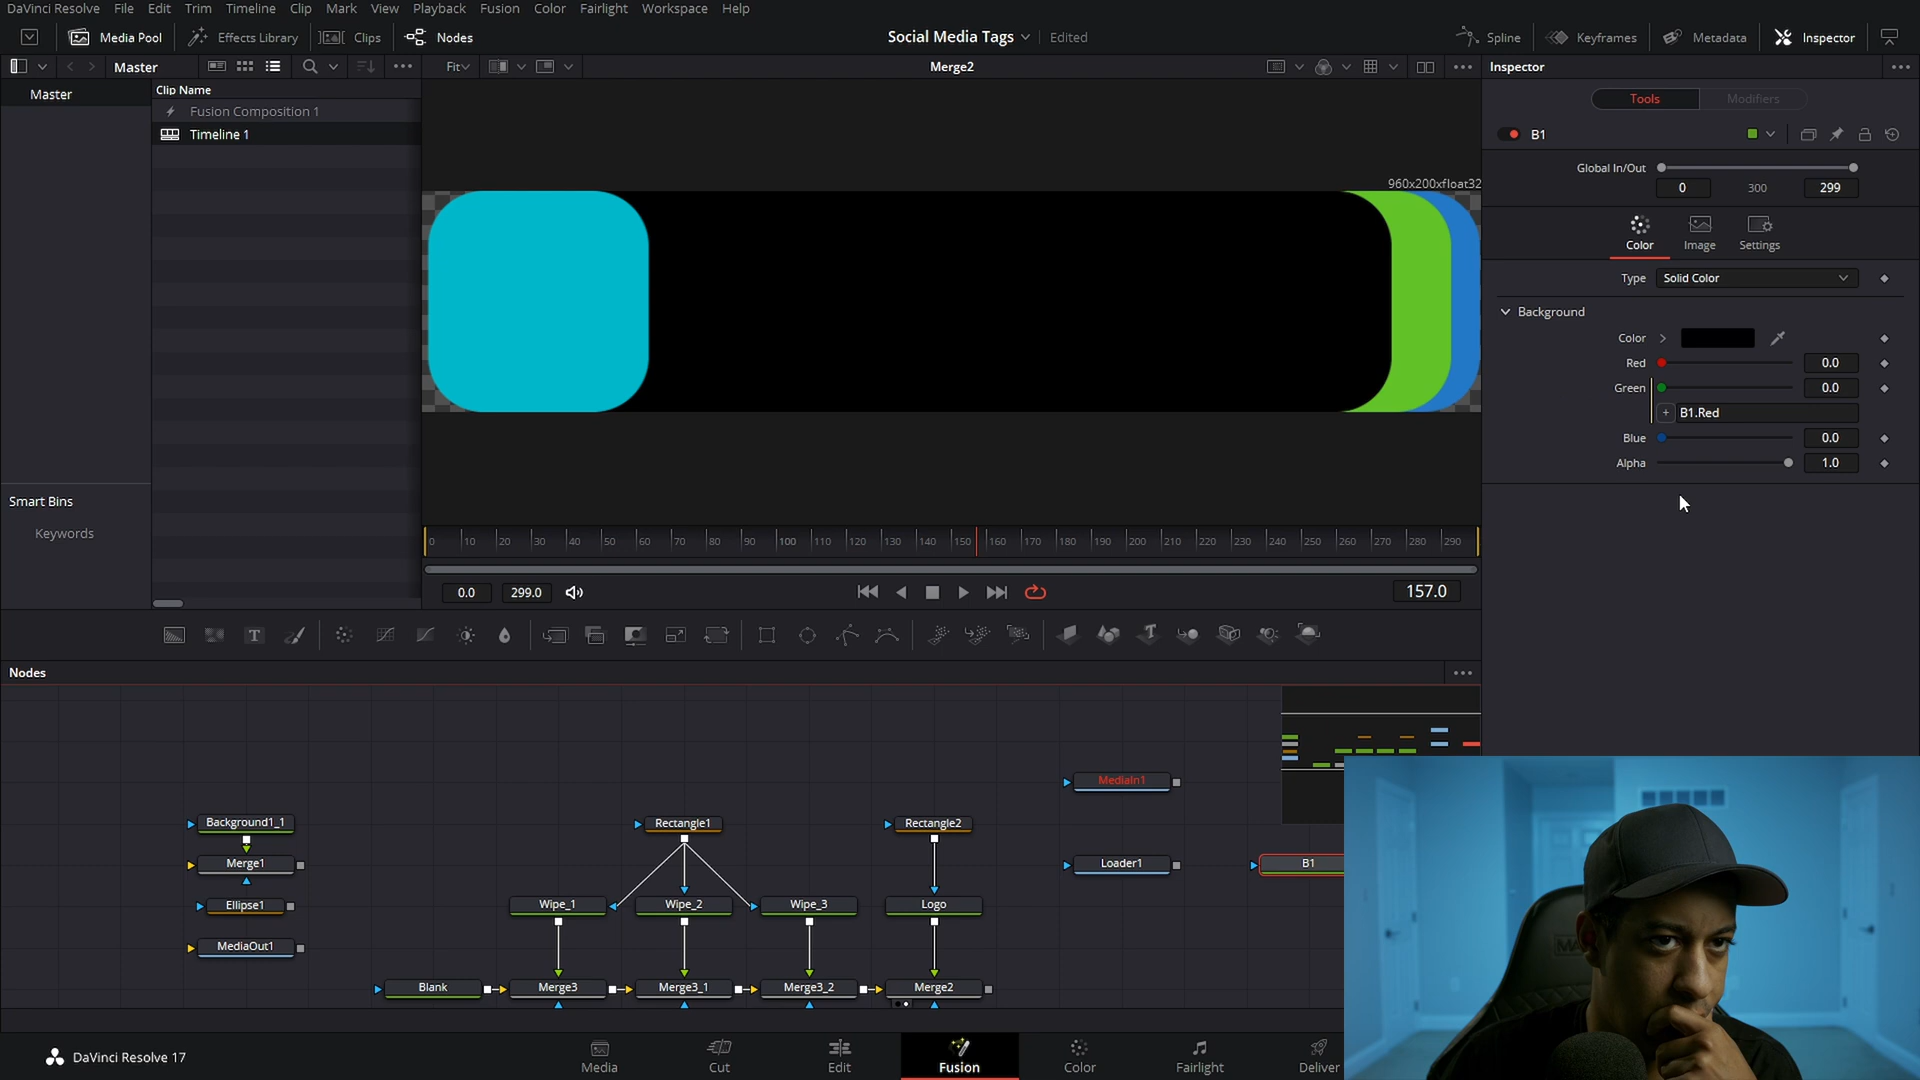 DaVinci Resolve File Edit Trim Timeline Clip Mark View Playback Fusion Color Fairlight Workspace Help
Media Pool Effects Library Clips Nodes Social Media Tags Edited Spline Keyframes Metadata Inspector
Master Fit Merge2 Inspector
Master
Clip Name
Fusion Composition 1
Timeline 1
Smart Bins
Keywords
960x200xfloat32
0 10 20 30 40 50 60 70 80 90 100 110 120 130 140 150 160 170 180 190 200 210 220 230 240 250 260 270 280 290
0.0 299.0 157.0
Tools Modifiers
B1
Global In/Out
0 300 299
Color Image Settings
Type Solid Color
Background
Color
Red 0.0
Green 0.0
+ B1.Red
Blue 0.0
Alpha 1.0
T T
Nodes
MediaIn1
Background1_1 Rectangle1 Rectangle2
Merge1 Loader1 B1
Ellipse1 Wipe_1 Wipe_2 Wipe_3 Logo
MediaOut1
Blank Merge3 Merge3_1 Merge3_2 Merge2
DaVinci Resolve 17 Media Cut Edit Fusion Color Fairlight Deliver